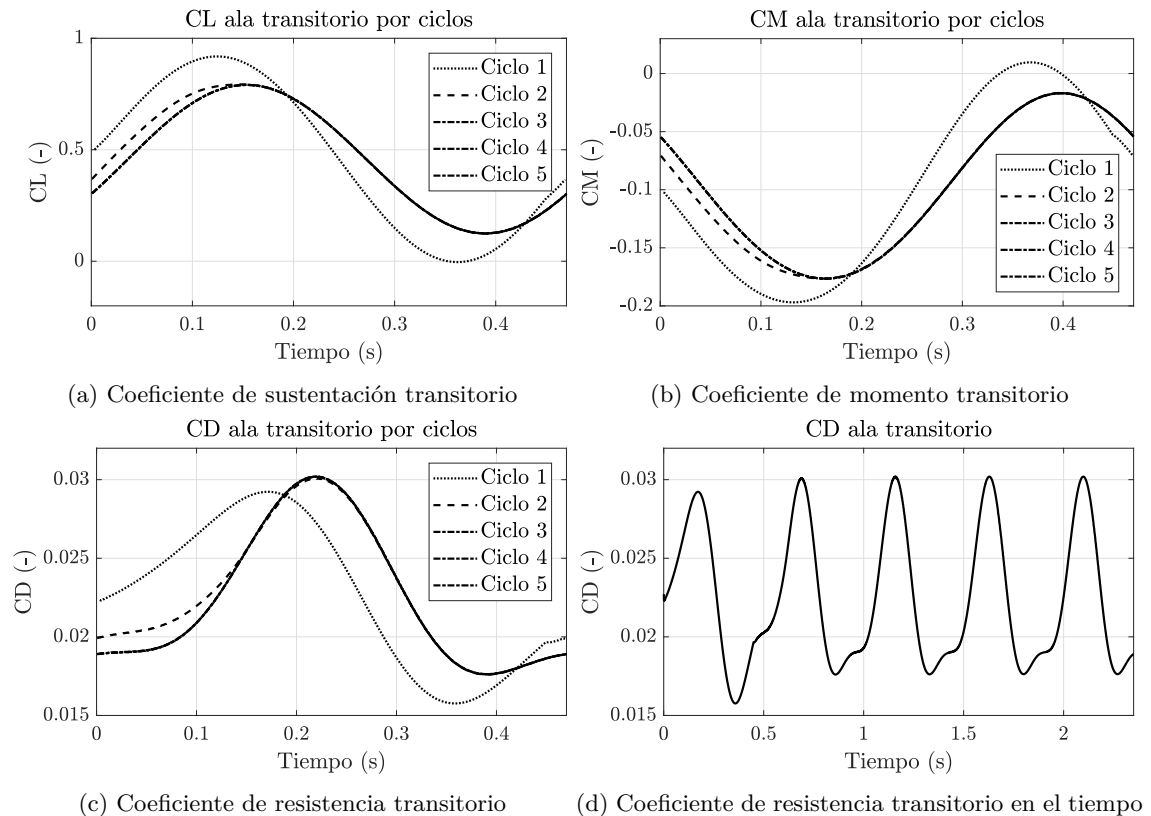 CL ala transitorio por ciclos
1
0.5
0
CL (-)
Ciclo 1
Ciclo 2
Ciclo 3
Ciclo 4
Ciclo 5
0
0.1
0.2
0.3
0.4
Tiempo (s)
(a) Coeficiente de sustentación transitorio
CM ala transitorio por ciclos
0
-0.05
-0.1
-0.15
-0.2
CM (-)
Ciclo 1
Ciclo 2
Ciclo 3
Ciclo 4
Ciclo 5
0
0.1
0.2
0.3
0.4
Tiempo (s)
(b) Coeficiente de momento transitorio
CD ala transitorio por ciclos
0.03
0.025
0.02
0.015
CD (-)
Ciclo 1
Ciclo 2
Ciclo 3
Ciclo 4
Ciclo 5
0
0.1
0.2
0.3
0.4
Tiempo (s)
(c) Coeficiente de resistencia transitorio
CD ala transitorio
0.03
0.025
0.02
0.015
CD (-)
0
0.5
1
1.5
2
Tiempo (s)
(d) Coeficiente de resistencia transitorio en el tiempo